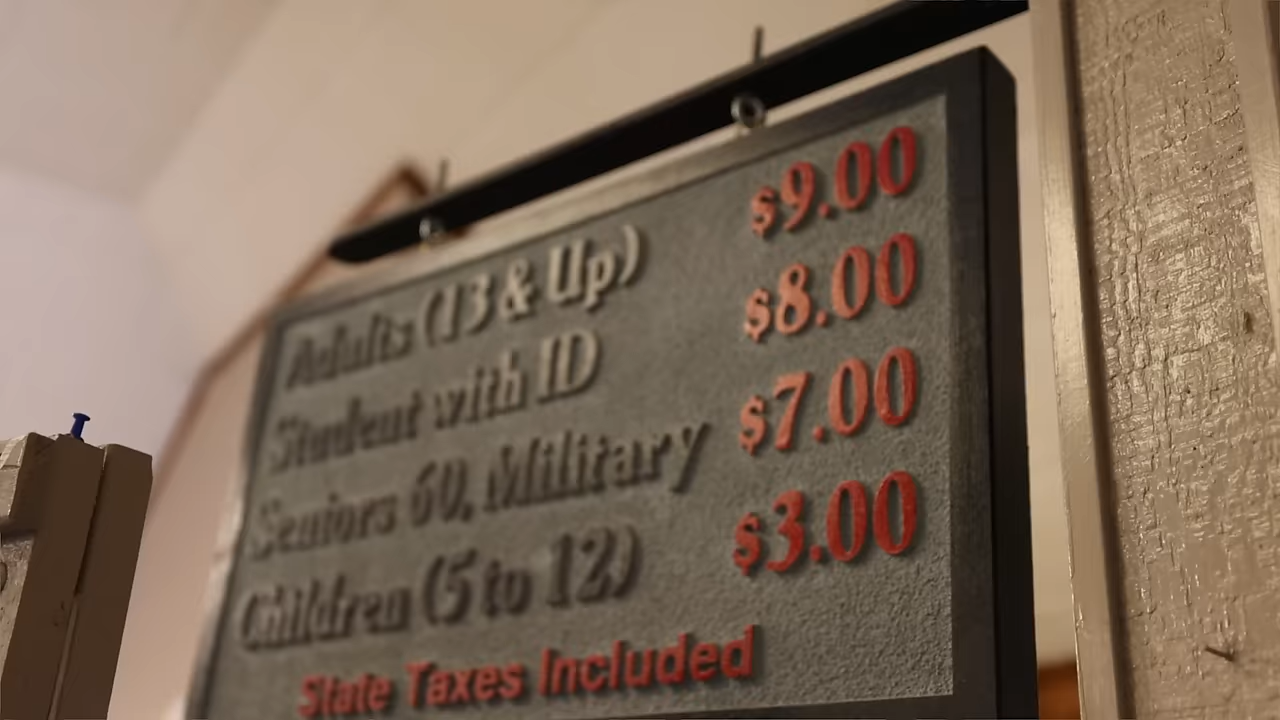 Adults (13 & Up) $9.00
Student with ID $8.00
Seniors 60, Military $7.00
Children (5 to 12) $3.00
State Taxes Included